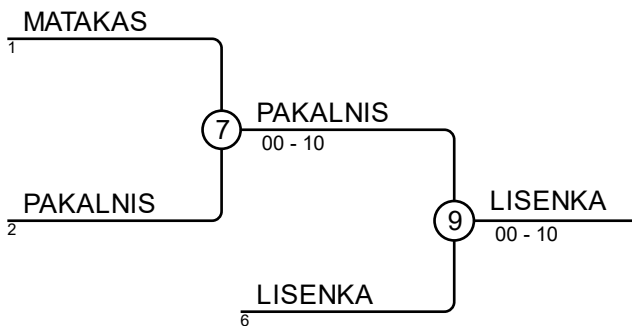 MATAKAS
1
7
PAKALNIS
00 - 10
PAKALNIS
2
9
LISENKA
00 - 10
LISENKA
6